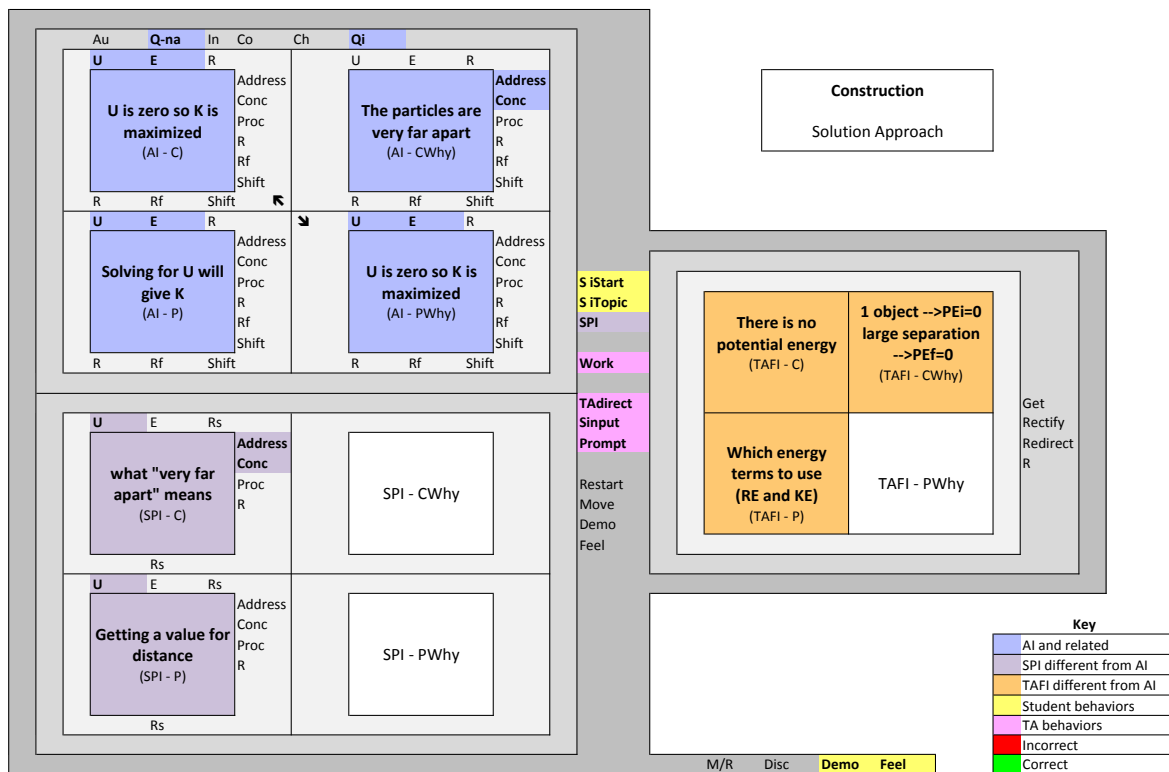 Au Q-na In Co Ch Qi
U E R U E R
U is zero so K is
maximized
(AI - C)
Address
Conc
Proc
R
Rf
Shift
R Rf Shift ↖
The particles are
very far apart
(AI - CWhy)
Address
Conc
Proc
R
Rf
Shift
R Rf Shift
U E R ↘ U E R
Solving for U will
give K
(AI - P)
Address
Conc
Proc
R
Rf
Shift
R Rf Shift
U is zero so K is
maximized
(AI - PWhy)
Address
Conc
Proc
R
Rf
Shift
R Rf Shift
U E Rs
what "very far
apart" means
(SPI - C)
Address
Conc
Proc
R
Rs
SPI - CWhy
U E Rs
Getting a value for
distance
(SPI - P)
Address
Conc
Proc
R
Rs
SPI - PWhy
S iStart
S iTopic
SPI
Work
TAdirect
Sinput
Prompt
Restart
Move
Demo
Feel
Construction
Solution Approach
There is no
potential energy
(TAFI - C)
1 object -->PEi=0
large separation
-->PEf=0
(TAFI - CWhy)
Which energy
terms to use
(RE and KE)
(TAFI - P)
TAFI - PWhy
Get
Rectify
Redirect
R
Key
AI and related
SPI different from AI
TAFI different from AI
Student behaviors
TA behaviors
Incorrect
Correct
M/R Disc Demo Feel